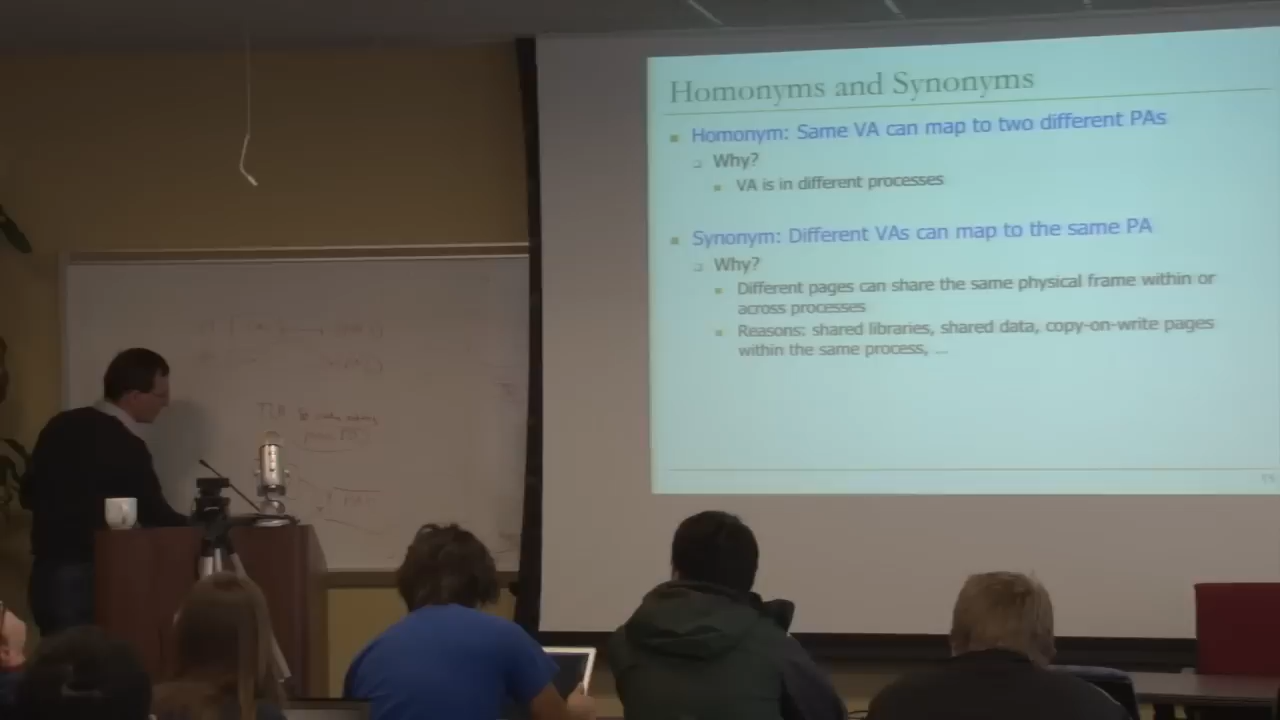 Homonyms and Synonyms
Homonym: Same VA can map to two different PAs
Why?
VA is in different processes
Synonym: Different VAs can map to the same PA
Why?
Different pages can share the same physical frame within or
across processes
Reasons: shared libraries, shared data, copy-on-write pages
within the same process, ...